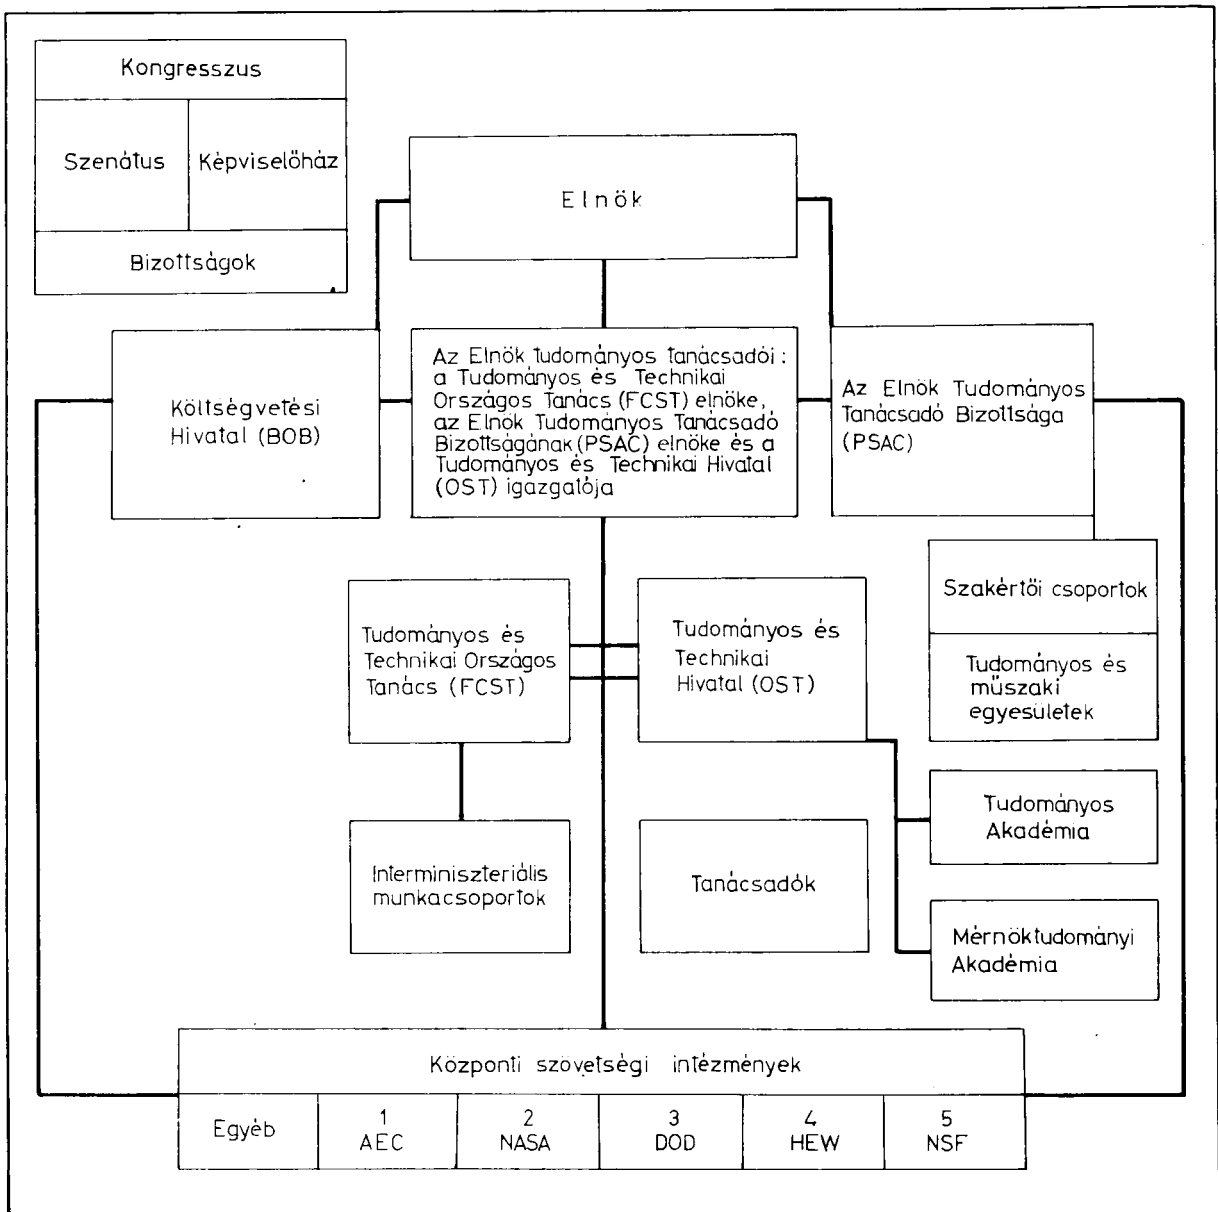 Kongresszus
Szenátus
Képviselőház
Bizottságok
Elnök
Költségvetési
Hivatal (BOB)
Az Elnök tudományos tanácsadói :
a Tudományos és Technikai
Országos Tanács (FCST) elnöke,
az Elnök Tudományos Tanácsadó
Bizottságának (PSAC) elnöke és a
Tudományos és Technikai Hivatal
(OST) igazgatója
Az Elnök Tudományos
Tanácsadó Bizottsága
(PSAC)
Szakértői csoportok
Tudományos és
műszaki
egyesületek
Tudományos és
Technikai Országos
Tanács (FCST)
Tudományos és
Technikai
Hivatal (OST)
Tudományos
Akadémia
Interminiszteriális
munkacsoportok
Tanácsadók
Mérnöktudományi
Akadémia
Központi szövetségi intézmények
Egyéb
1
AEC
2
NASA
3
DOD
4
HEW
5
NSF